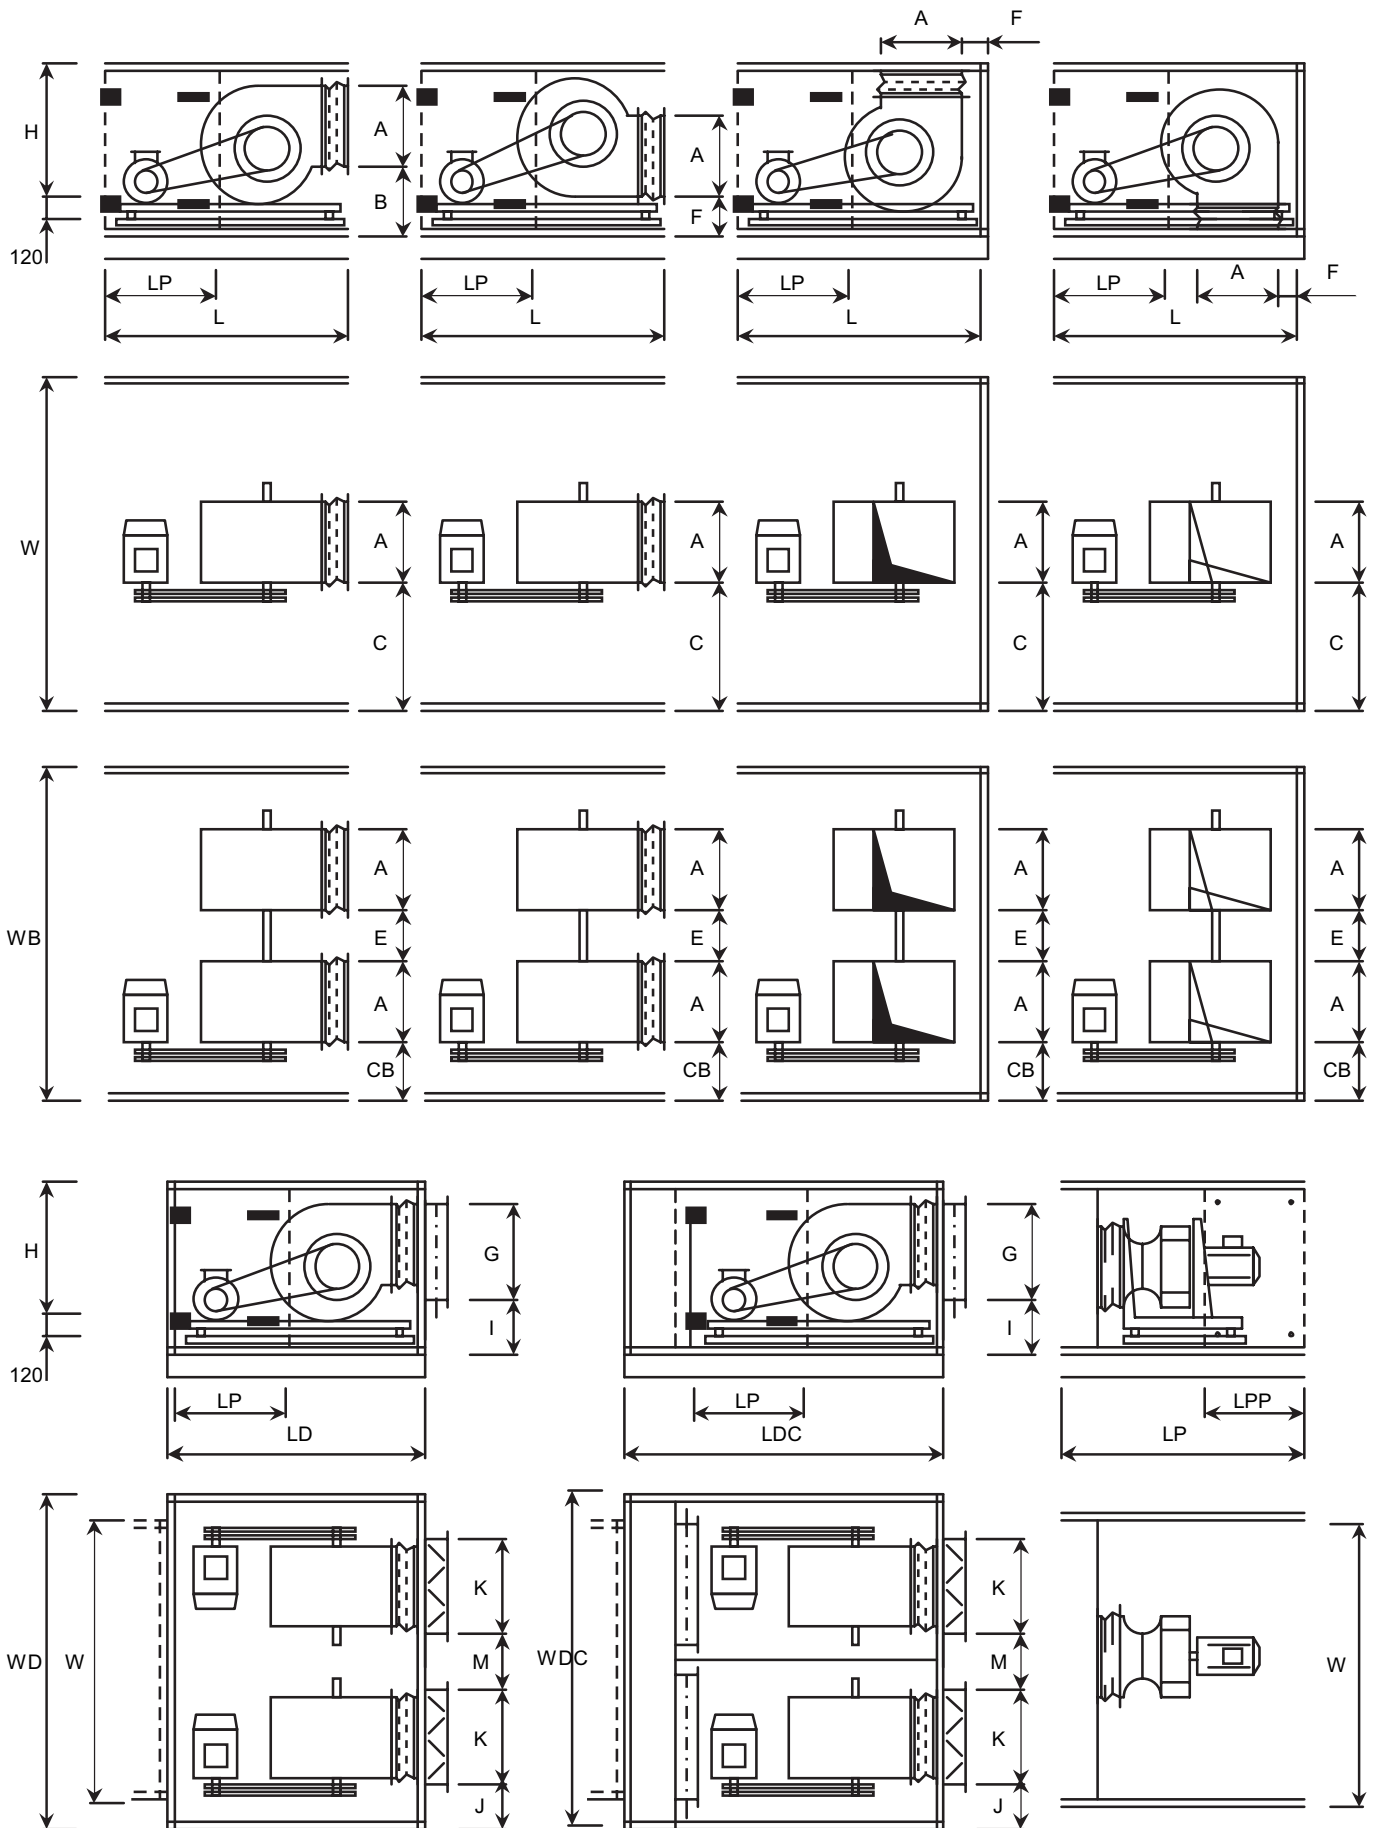 A F
H A A
B F
120
LP LP LP A F LP
L L L L
W A A A A
C C C C
A A A A
WB E E E E
A A A A
CB CB CB CB
H G G
I I
120
LP LP LPP
LD LDC LP
K K
WD W M WDC M W
K K
J J